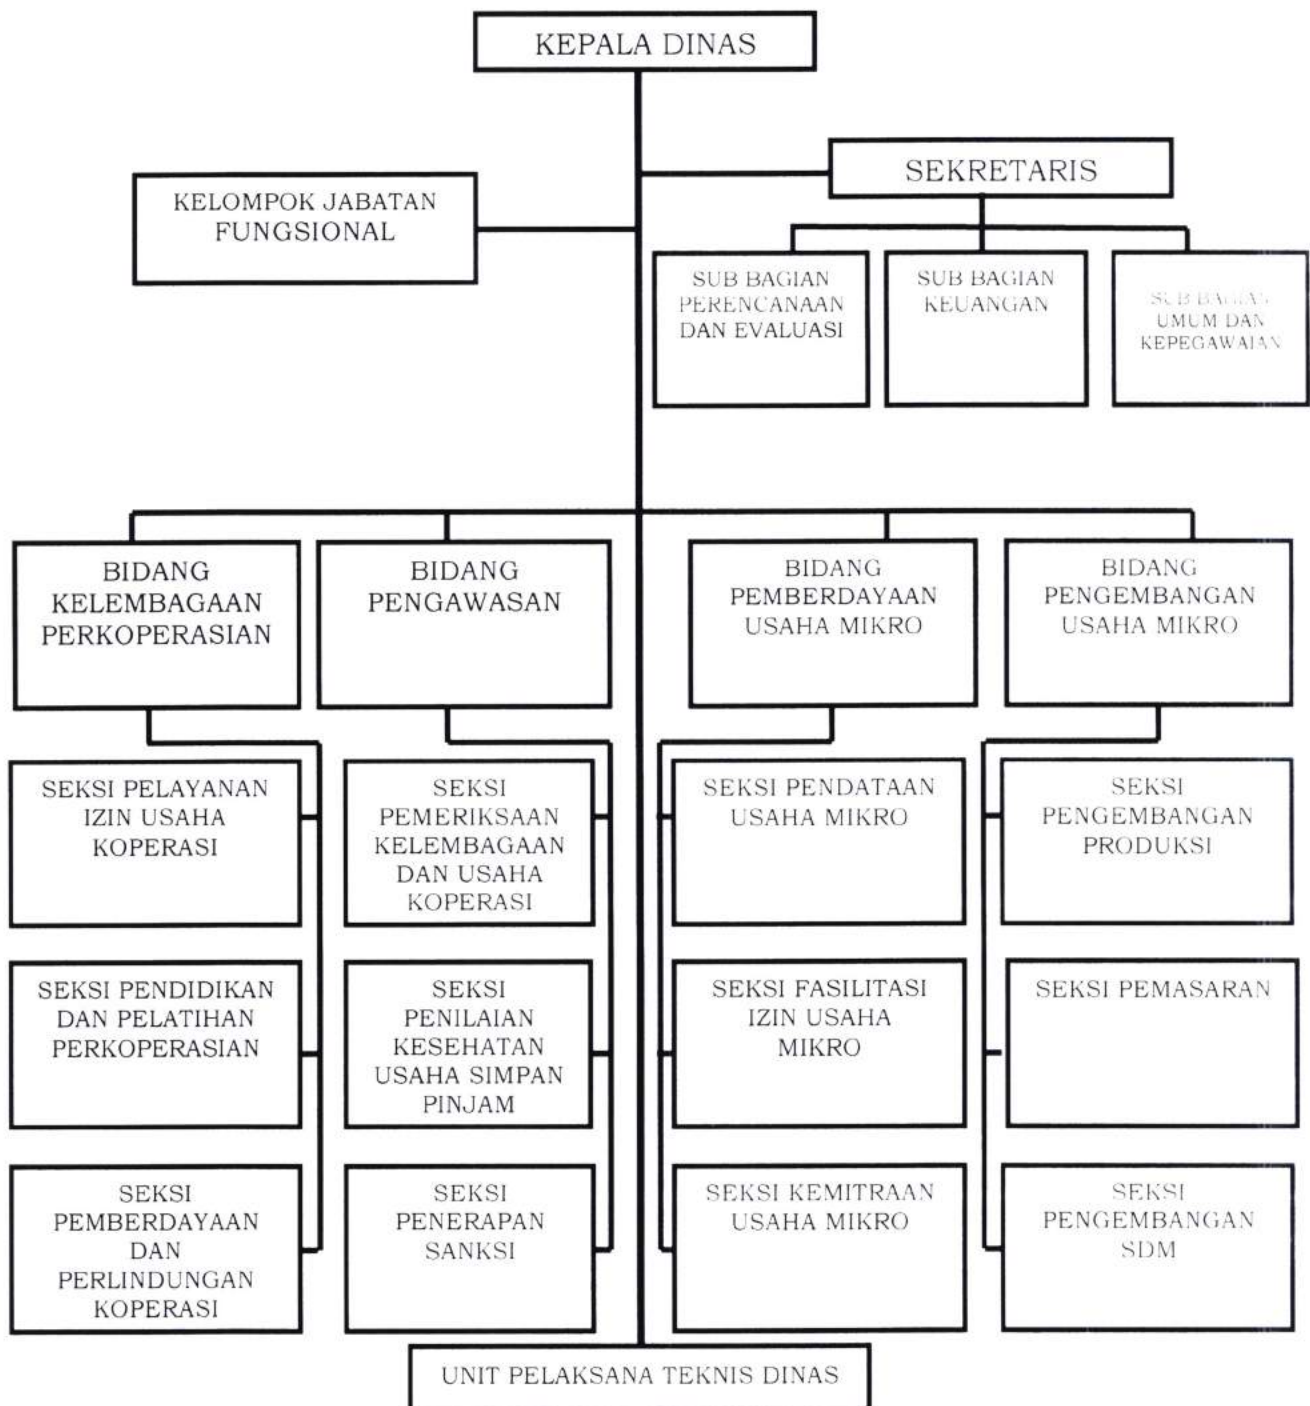 KEPALA DINAS
SEKRETARIS
KELOMPOK JABATAN
FUNGSIONAL
SUB BAGIAN
PERENCANAAN
DAN EVALUASI
SUB BAGIAN
KEUANGAN
SUB BAGIAN
UMUM DAN
KEPEGAWAIAN
BIDANG
KELEMBAGAAN
PERKOPERASIAN
BIDANG
PENGAWASAN
BIDANG
PEMBERDAYAAN
USAHA MIKRO
BIDANG
PENGEMBANGAN
USAHA MIKRO
SEKSI PELAYANAN
IZIN USAHA
KOPERASI
SEKSI
PEMERIKSAAN
KELEMBAGAAN
DAN USAHA
KOPERASI
SEKSI PENDATAAN
USAHA MIKRO
SEKSI
PENGEMBANGAN
PRODUKSI
SEKSI PENDIDIKAN
DAN PELATIHAN
PERKOPERASIAN
SEKSI
PENILAIAN
KESEHATAN
USAHA SIMPAN
PINJAM
SEKSI FASILITASI
IZIN USAHA
MIKRO
SEKSI PEMASARAN
SEKSI
PEMBERDAYAAN
DAN
PERLINDUNGAN
KOPERASI
SEKSI
PENERAPAN
SANKSI
SEKSI KEMITRAAN
USAHA MIKRO
SEKSI
PENGEMBANGAN
SDM
UNIT PELAKSANA TEKNIS DINAS